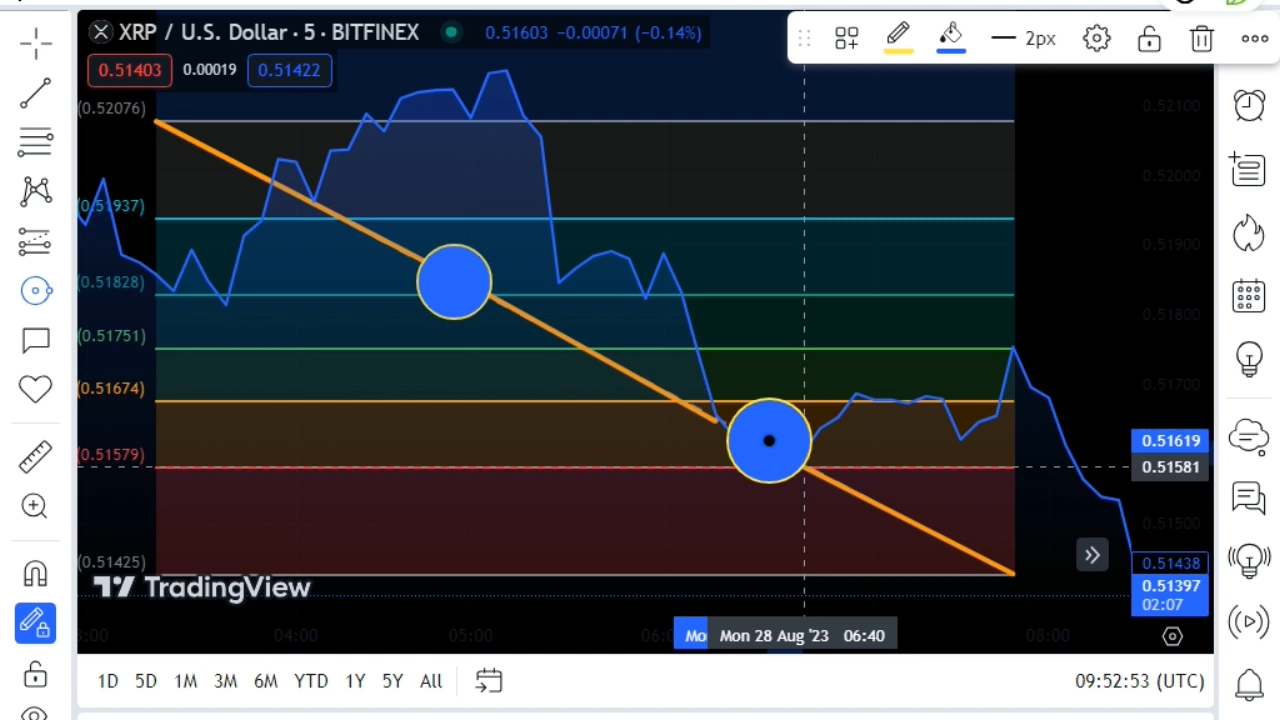 XRP / U.S. Dollar · 5 · BITFINEX
0.51603 −0.00071 (−0.14%)
2px
0.51403 0.00019 0.51422
(0.52076)
(0.51937)
(0.51828)
(0.51751)
(0.51674)
(0.51579)
(0.51425)
0.52100
0.52000
0.51900
0.51800
0.51700
0.51619
0.51581
0.51500
0.51438
0.51397
02:07
TradingView
04:00 05:00 Mo Mon 28 Aug '23 06:40 08:00
1D 5D 1M 3M 6M YTD 1Y 5Y All
09:52:53 (UTC)